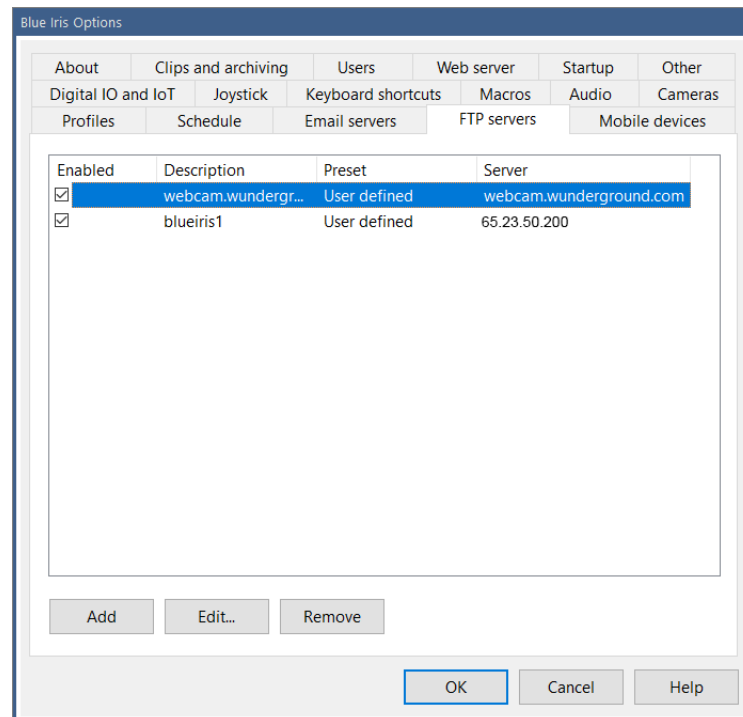 Blue Iris Options
About Clips and archiving Users Web server Startup Other
Digital IO and IoT Joystick Keyboard shortcuts Macros Audio Cameras
Profiles Schedule Email servers FTP servers Mobile devices
Enabled Description Preset Server
webcam.wundergr... User defined webcam.wunderground.com
blueiris1 User defined 65.23.50.200
Add Edit... Remove
OK Cancel Help